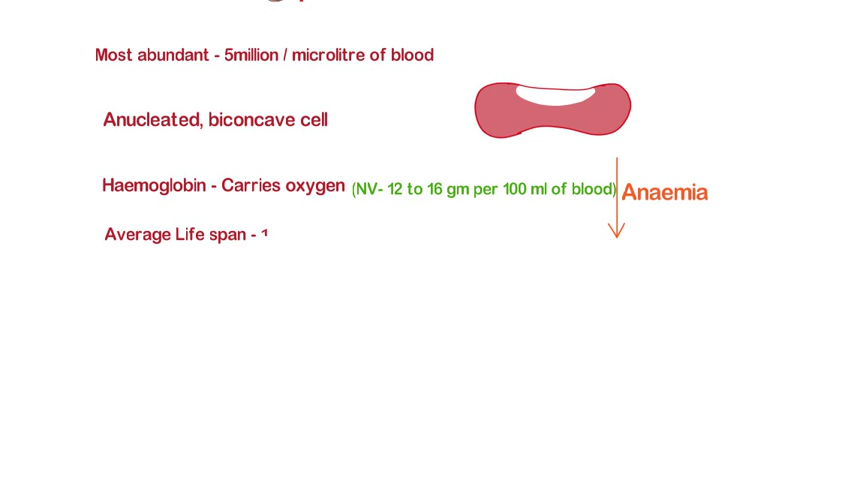 Most abundant - 5million / microlitre of blood
Anucleated, biconcave cell
Haemoglobin - Carries oxygen (NV- 12 to 16 gm per 100 ml of blood) Anaemia
Average Life span - 1